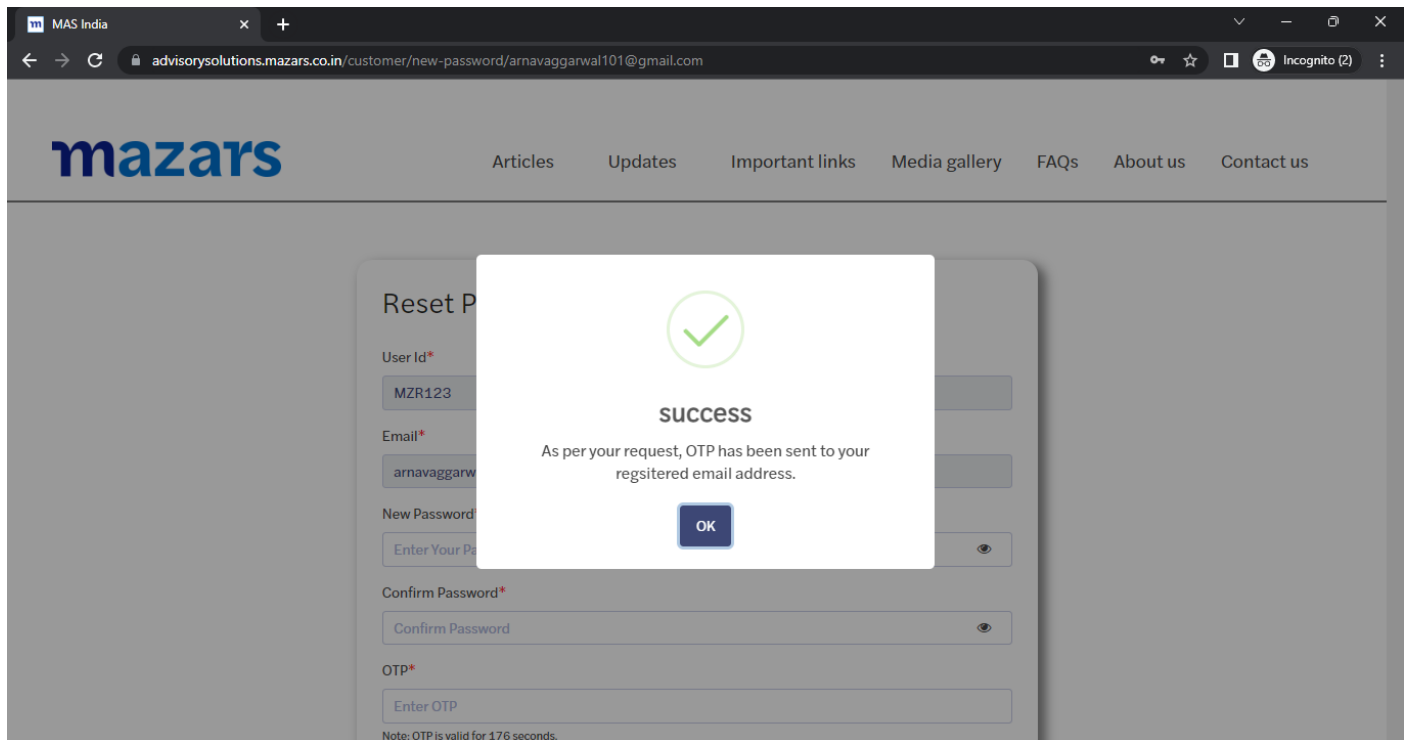 m MAS India
advisorysolutions.mazars.co.in/customer/new-password/arnavaggarwal101@gmail.com
Incognito (2)
mazars
Articles Updates Important links Media gallery FAQs About us Contact us
Reset P
User Id*
MZR123
Email*
arnavaggarw
New Password
Enter Your Pa
success
As per your request, OTP has been sent to your
regsitered email address.
OK
Confirm Password*
Confirm Password
OTP*
Enter OTP
Note: OTP is valid for 176 seconds.